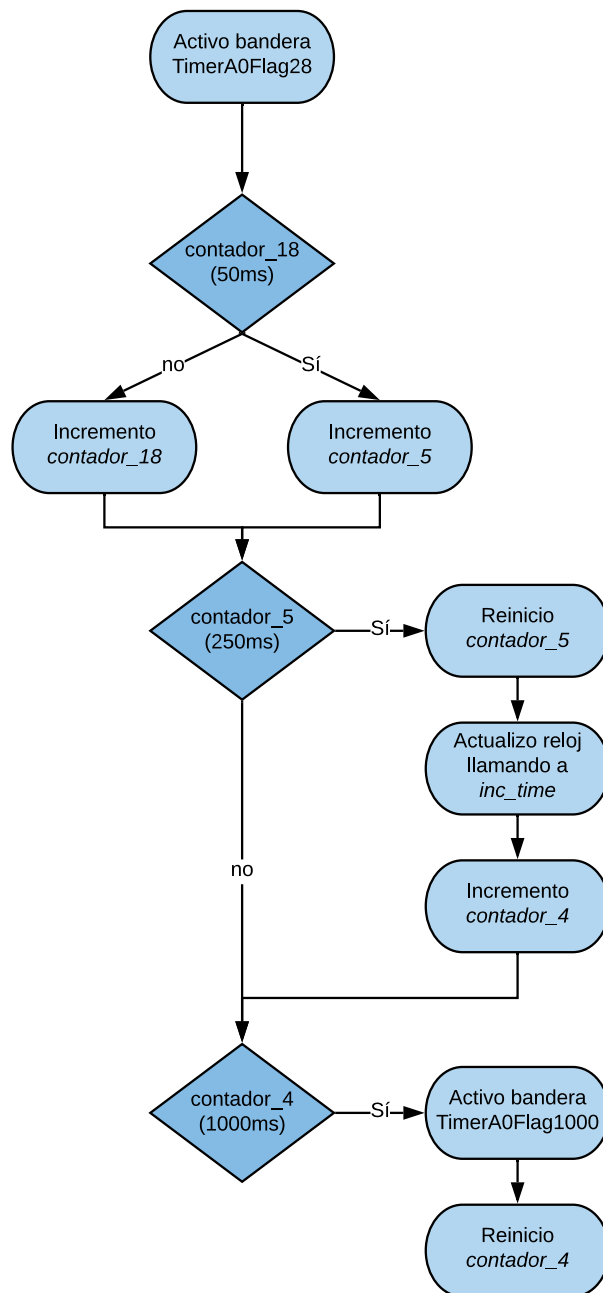 Activo bandera
TimerA0Flag28
contador_18
(50ms)
no
Sí
Incremento
contador_18
Incremento
contador_5
contador_5
(250ms)
Sí
Reinicio
contador_5
Actualizo reloj
llamando a
inc_time
no
Incremento
contador_4
contador_4
(1000ms)
Sí
Activo bandera
TimerA0Flag1000
Reinicio
contador_4